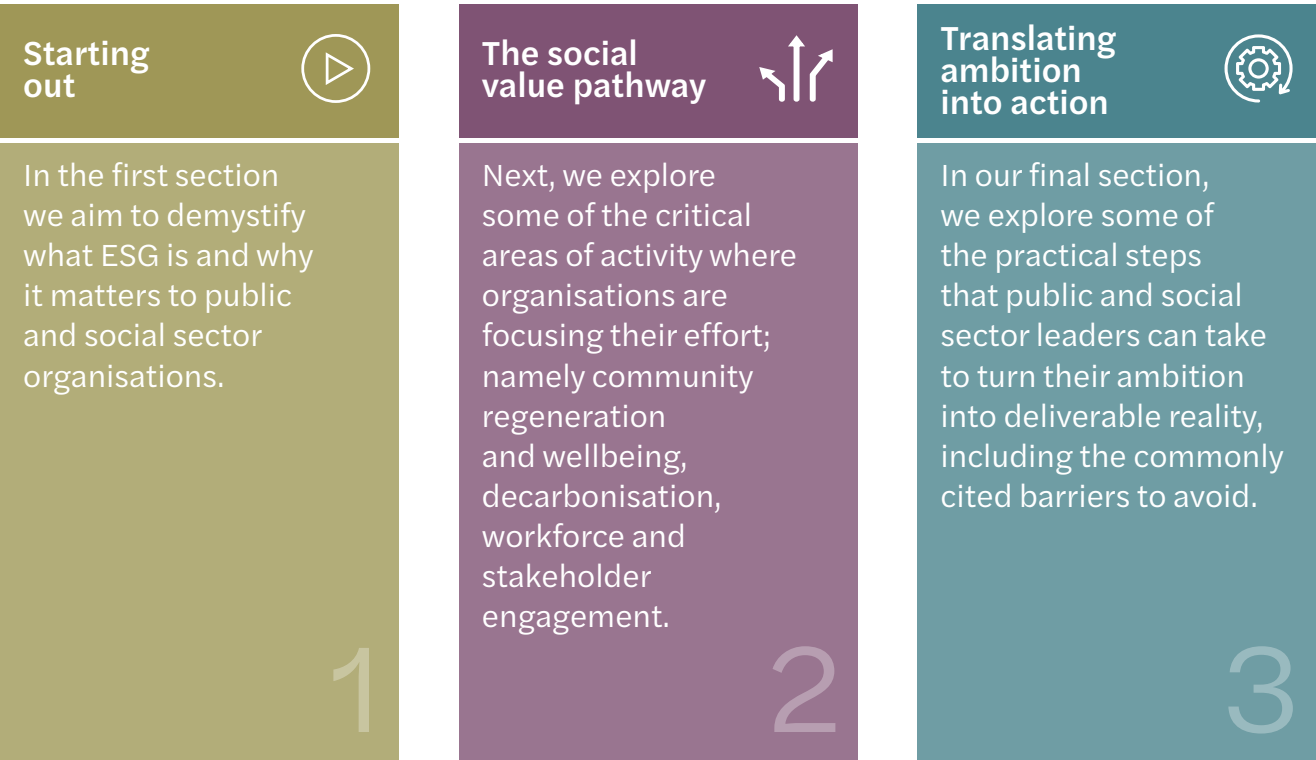 Starting
out
In the first section
we aim to demystify
what ESG is and why
it matters to public
and social sector
organisations.
1
The social
value pathway
Next, we explore
some of the critical
areas of activity where
organisations are
focusing their effort;
namely community
regeneration
and wellbeing,
decarbonisation,
workforce and
stakeholder
engagement.
2
Translating
ambition
into action
In our final section,
we explore some of
the practical steps
that public and social
sector leaders can take
to turn their ambition
into deliverable reality,
including the commonly
cited barriers to avoid.
3